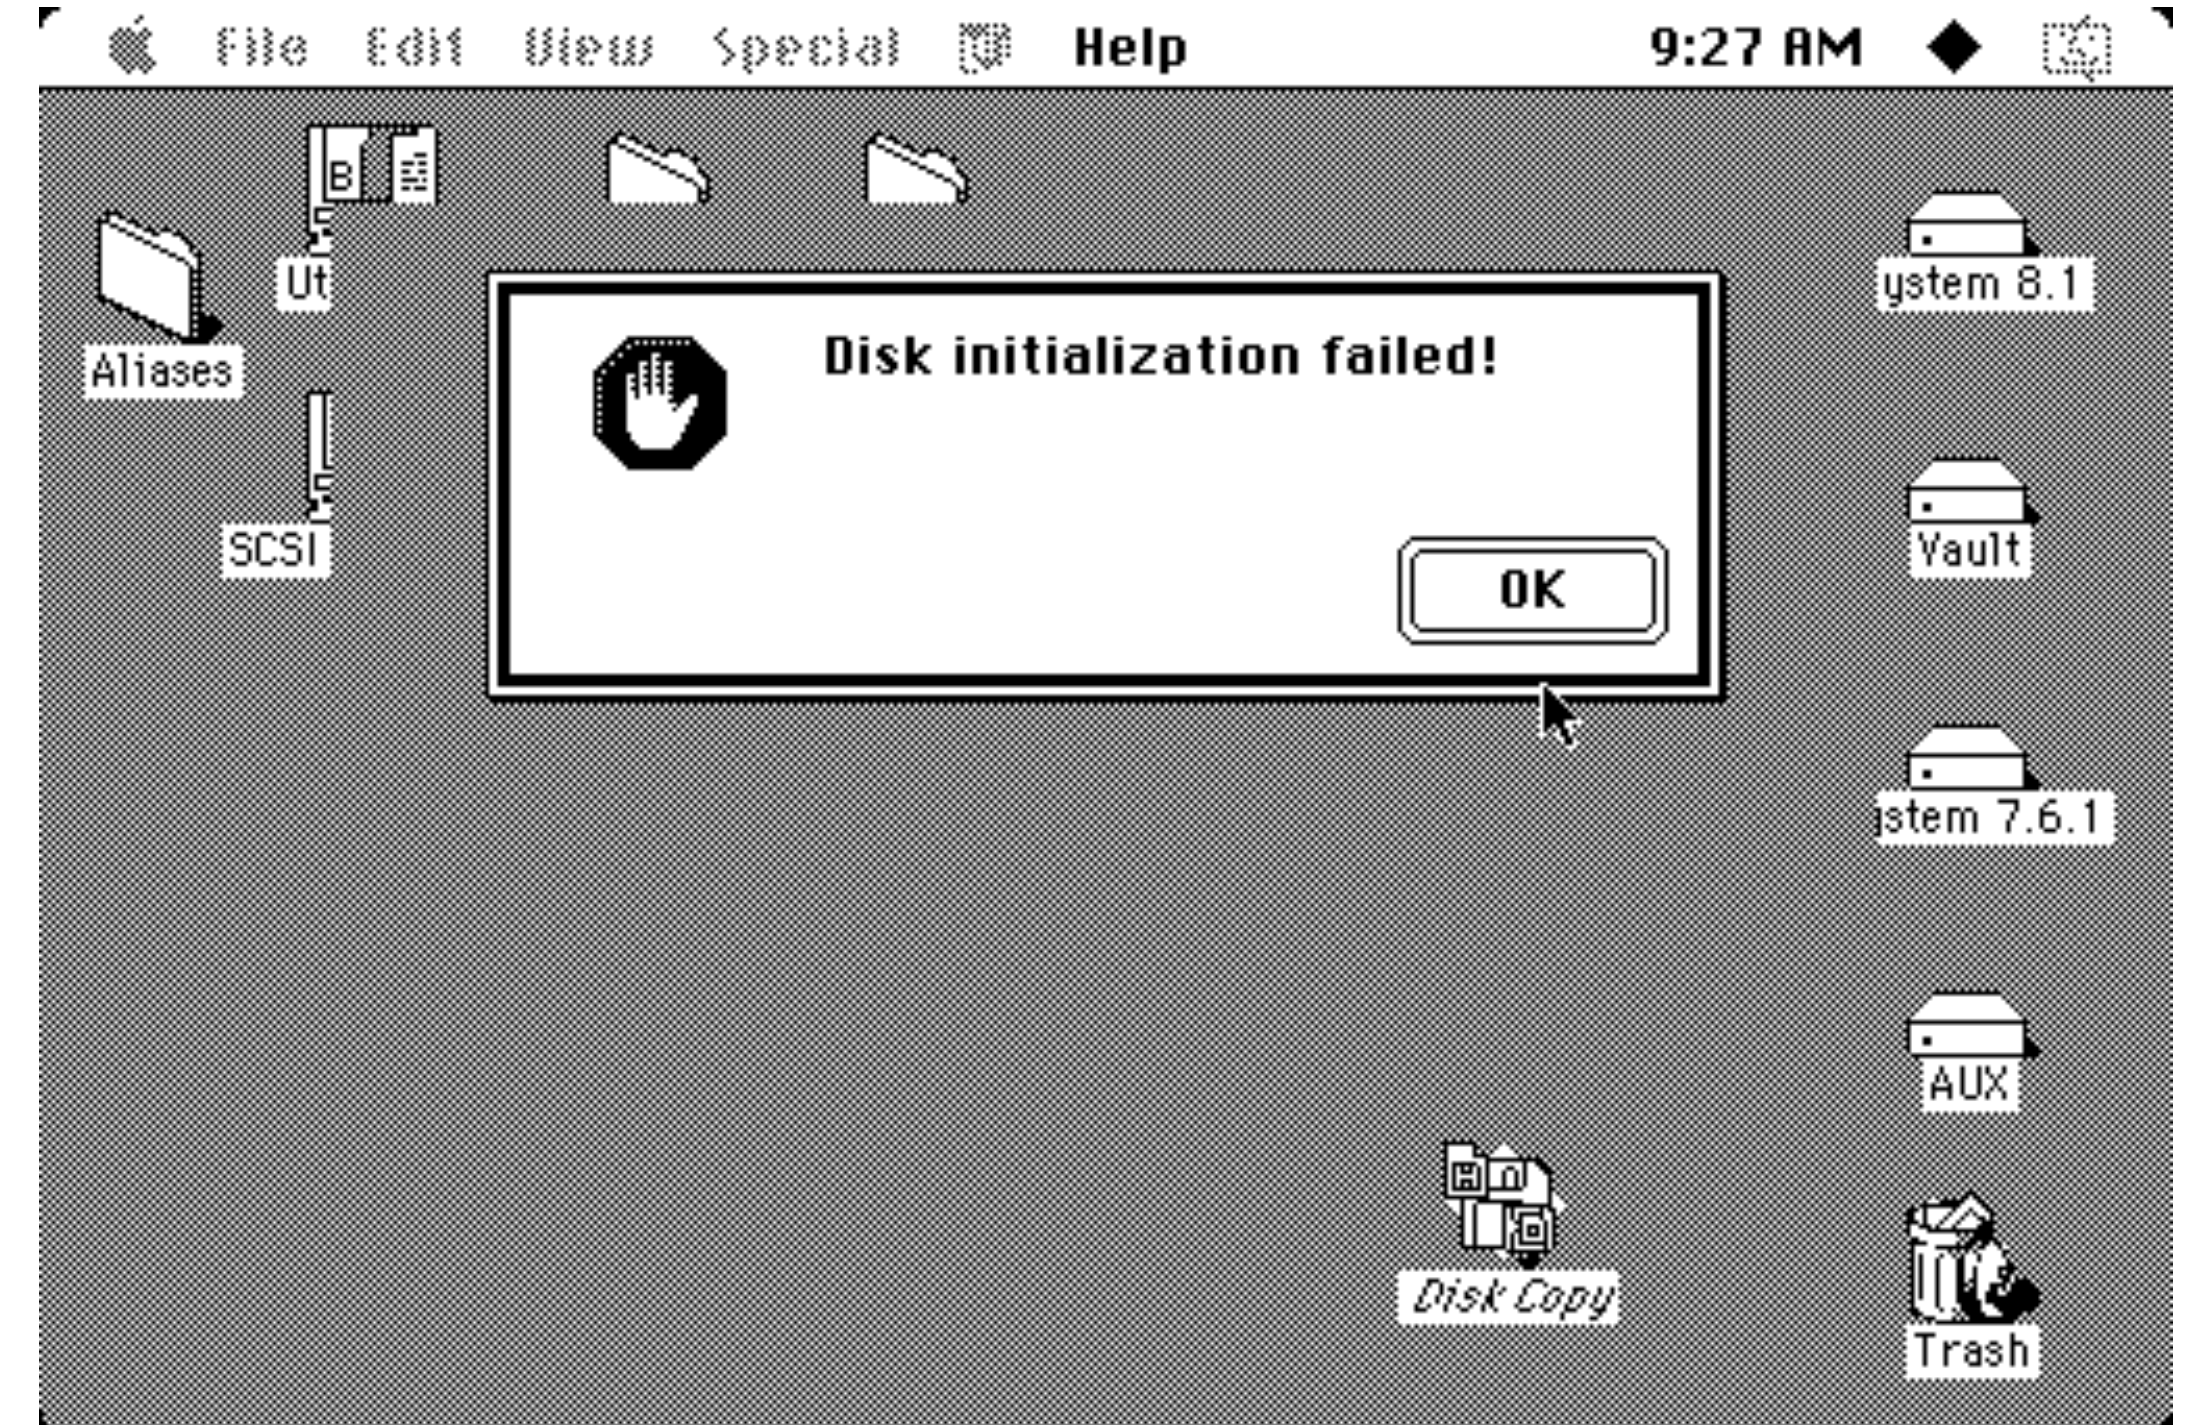 File Edit View Special Help 9:27 AM
B
Ut
Aliases
SCSI
Disk initialization failed!
OK
ystem 8.1
Vault
stem 7.6.1
AUX
Disk Copy
Trash